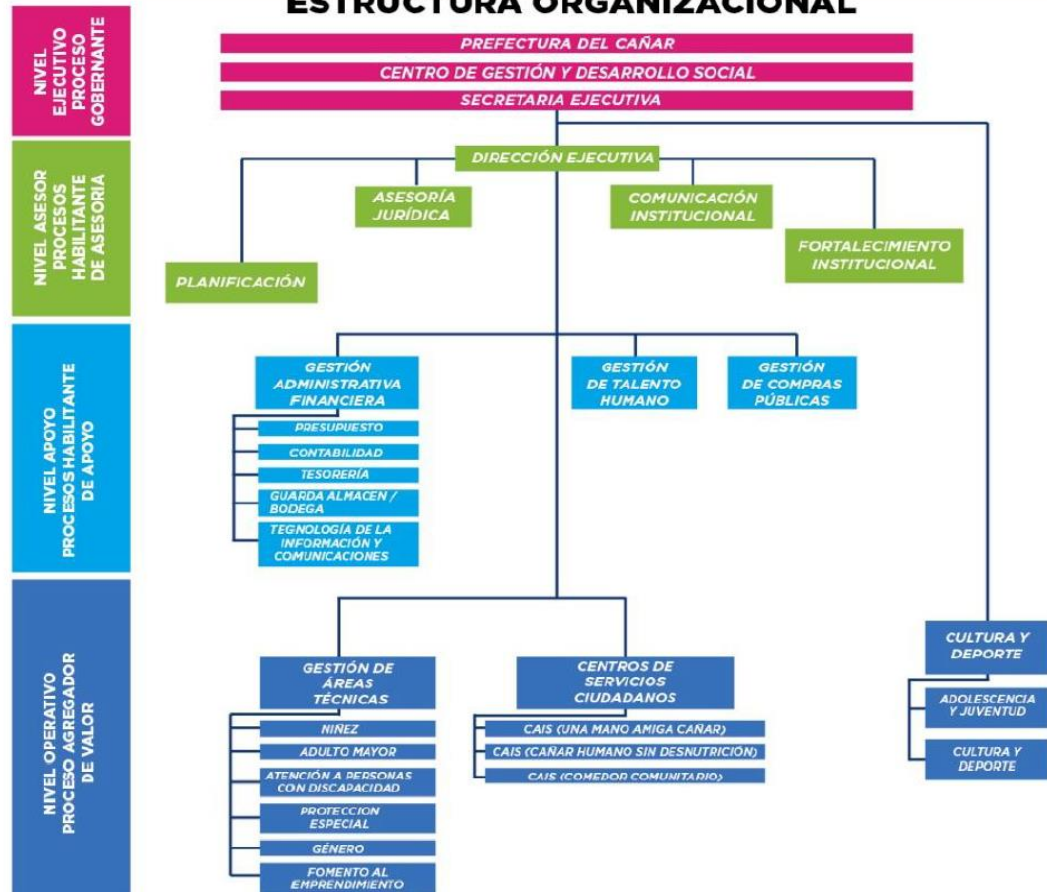 ESTRUCTURA ORGANIZACIONAL
NIVEL
EJECUTIVO
PROCESO
GOBERNANTE
PREFECTURA DEL CAÑAR
CENTRO DE GESTIÓN Y DESARROLLO SOCIAL
SECRETARIA EJECUTIVA
NIVEL ASESOR
PROCESOS
HABILITANTE
DE ASESORIA
DIRECCIÓN EJECUTIVA
ASESORÍA
JURÍDICA
COMUNICACIÓN
INSTITUCIONAL
PLANIFICACIÓN
FORTALECIMIENTO
INSTITUCIONAL
NIVEL APOYO
PROCESOS HABILITANTE
DE APOYO
GESTIÓN
ADMINISTRATIVA
FINANCIERA
PRESUPUESTO
CONTABILIDAD
TESORERÍA
GUARDA ALMACEN /
BODEGA
TEGNOLOGÍA DE LA
INFORMACIÓN Y
COMUNICACIONES
GESTIÓN
DE TALENTO
HUMANO
GESTIÓN
DE COMPRAS
PÚBLICAS
NIVEL OPERATIVO
PROCESO AGREGADOR
DE VALOR
GESTIÓN DE
ÁREAS
TÉCNICAS
NIÑEZ
ADULTO MAYOR
ATENCIÓN A PERSONAS
CON DISCAPACIDAD
PROTECCION
ESPECIAL
GÉNERO
FOMENTO AL
EMPRENDIMIENTO
CENTROS DE
SERVICIOS
CIUDADANOS
CAIS (UNA MANO AMIGA CAÑAR)
CAIS (CAÑAR HUMANO SIN DESNUTRICIÓN)
CAIS (COMEDOR COMUNITARIO)
CULTURA Y
DEPORTE
ADOLESCENCIA
Y JUVENTUD
CULTURA Y
DEPORTE